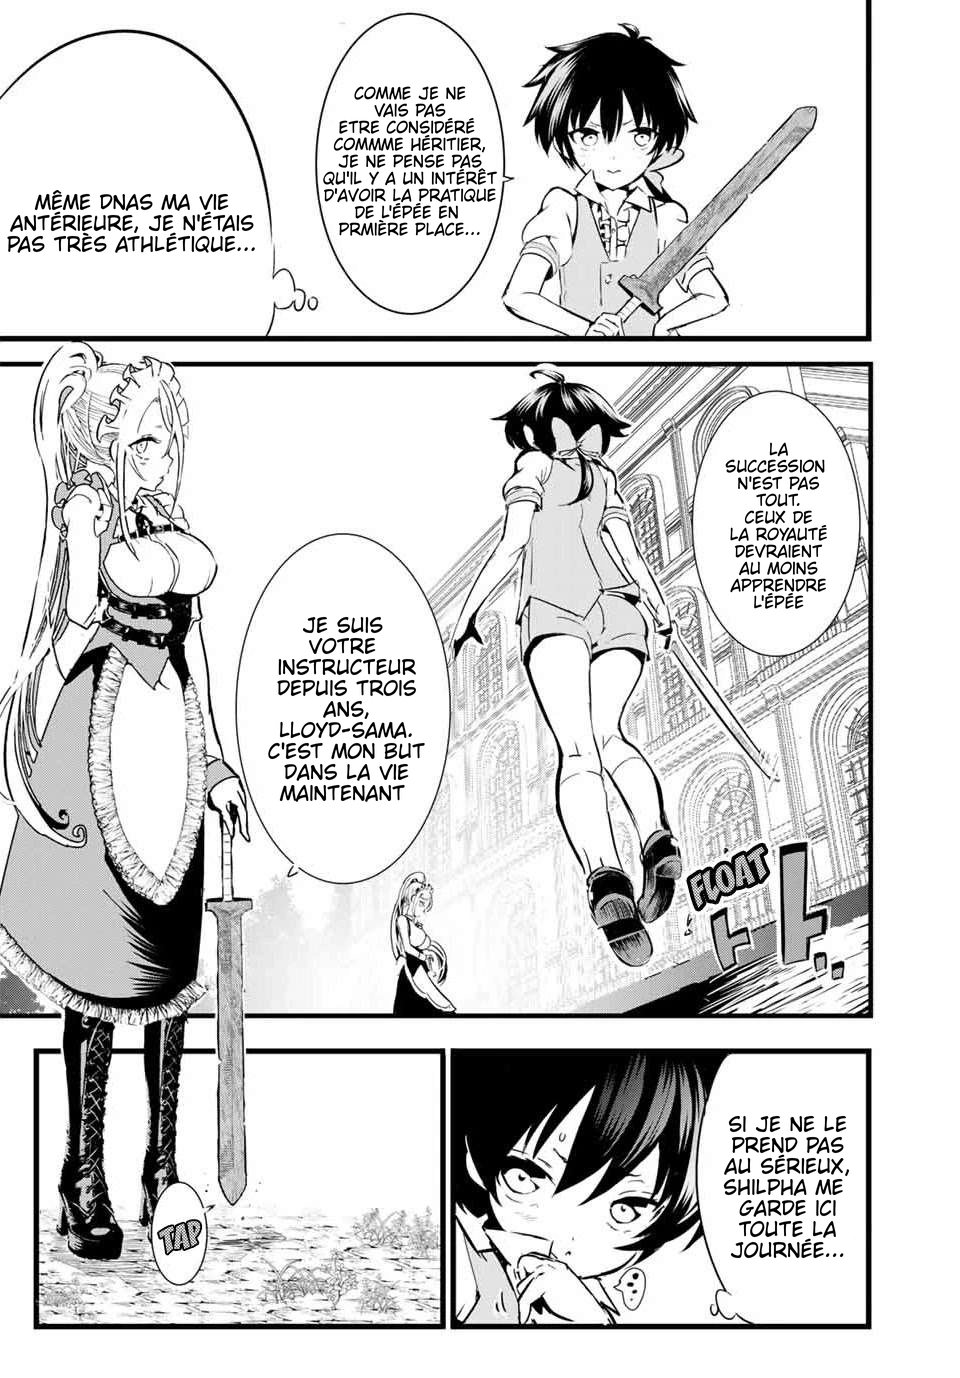 COMME JE NE
VAIS PAS
ETRE CONSIDÉRÉ
COMMME HÉRITIER,
JE NE PENSE PAS
QU'IL Y A UN INTÉRÊT
D'AVOIR LA PRATIQUE
DE L'ÉPÉE EN
PRMIÈRE PLACE...
MÊME DNAS MA VIE
ANTÉRIEURE, JE N'ÉTAIS
PAS TRÈS ATHLÉTIQUE...
LA
SUCCESSION
N'EST PAS
TOUT.
CEUX DE
LA ROYAUTÉ
DEVRAIENT
AU MOINS
APPRENDRE
L'ÉPÉE
JE SUIS
VOTRE
INSTRUCTEUR
DEPUIS TROIS
ANS,
LLOYD-SAMA.
C'EST MON BUT
DANS LA VIE
MAINTENANT
FLOAT
トト
SI JE NE LE
PREND PAS
AU SÉRIEUX,
SHILPHA ME
GARDE ICI
TOUTE LA
JOURNÉE...
TAP